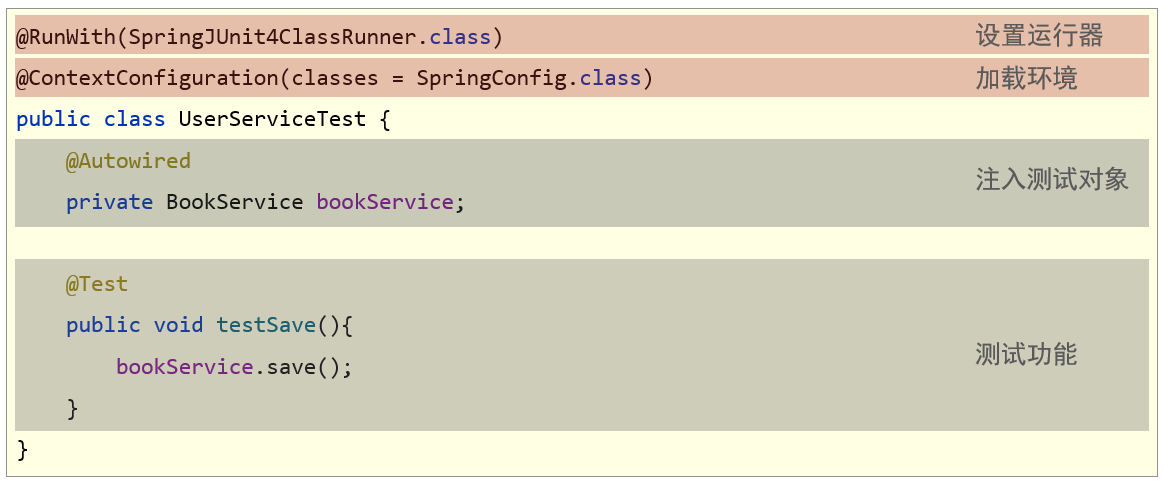 @RunWith(SpringJUnit4ClassRunner.class) 设置运行器
@ContextConfiguration(classes = SpringConfig.class) 加载环境
public class UserServiceTest {
@Autowired
注入测试对象
private BookService bookService;
@Test
public void testSave(){
测试功能
bookService.save();
}
}